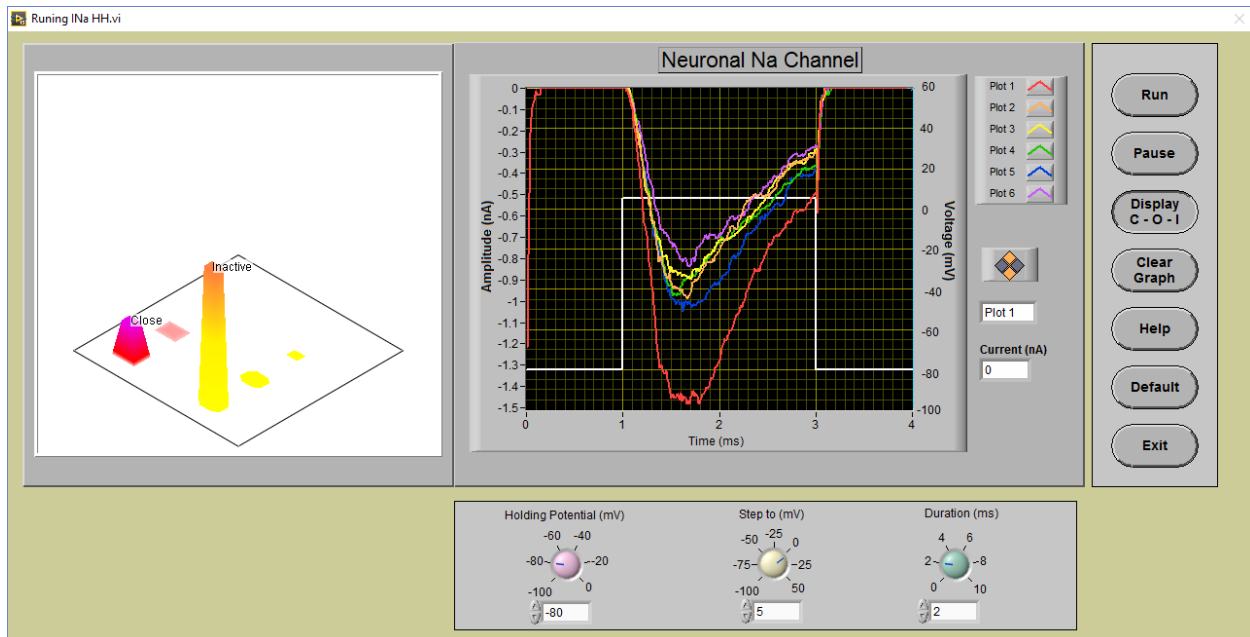 Runing INa HH.vi
Inactive
Close
Neuronal Na Channel
0
-0.1
-0.2
-0.3
-0.4
-0.5
-0.6
-0.7
-0.8
-0.9
-1
-1.1
-1.2
-1.3
-1.4
-1.5
Amplitude (nA)
60
40
20
0
-20
-40
-60
-80
-100
Voltage (mV)
0 1 2 3 4
Time (ms)
Plot 1
Plot 2
Plot 3
Plot 4
Plot 5
Plot 6
Plot 1
Current (nA)
0
Run
Pause
Display
C - O - I
Clear
Graph
Help
Default
Exit
Holding Potential (mV)
-60 -40
-80 -20
-100 0
-80
Step to (mV)
-25
-50 0
-75 -25
-100 50
5
Duration (ms)
4 6
2 -8
0 10
2